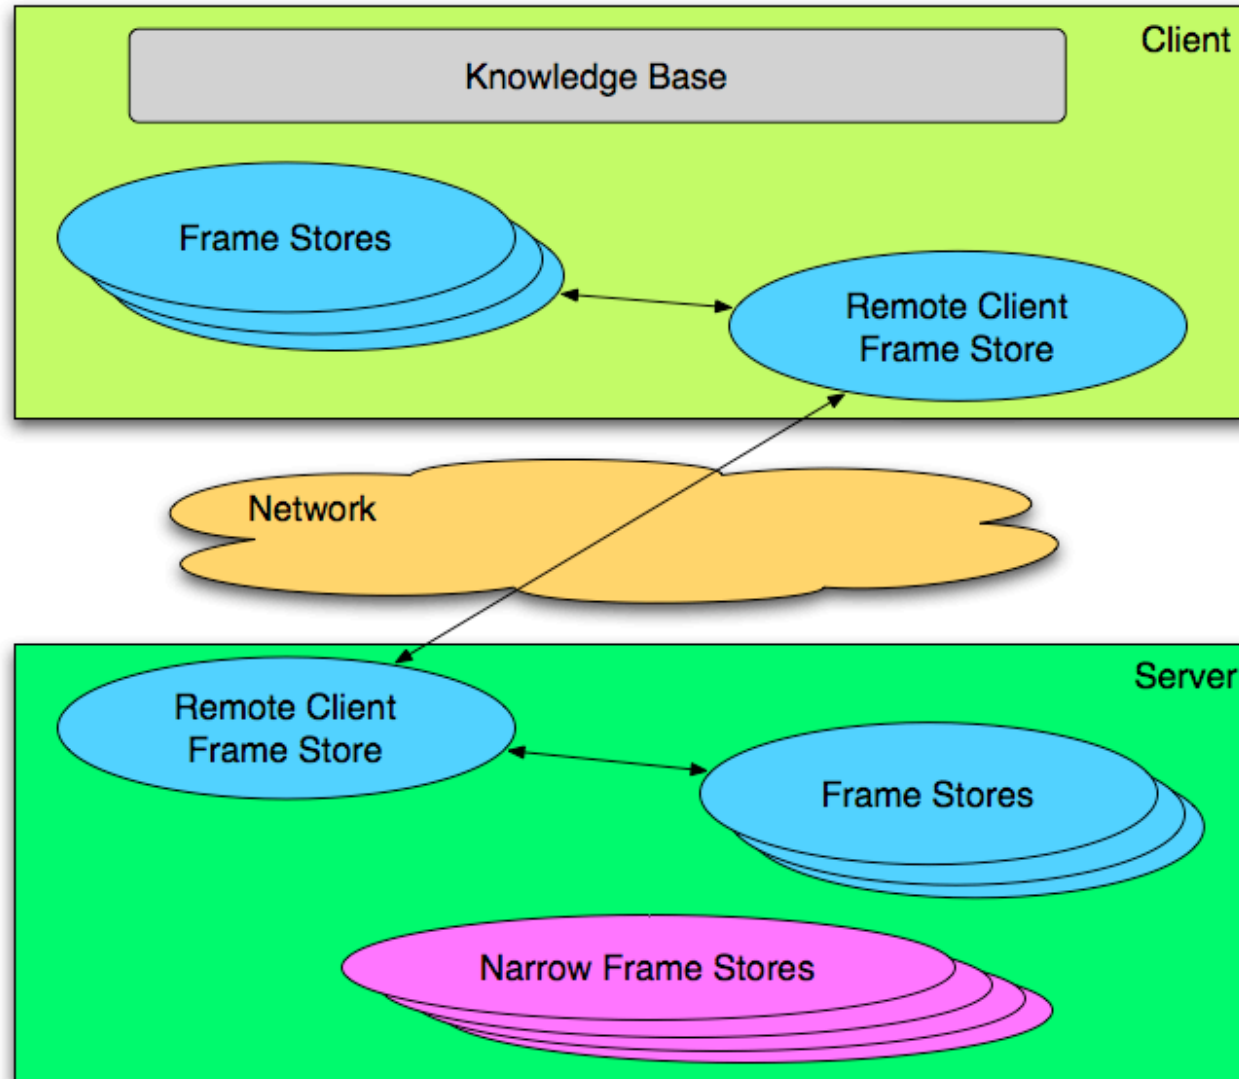 Client
Knowledge Base
Frame Stores
Remote Client
Frame Store
Network
Server
Remote Client
Frame Store
Frame Stores
Narrow Frame Stores